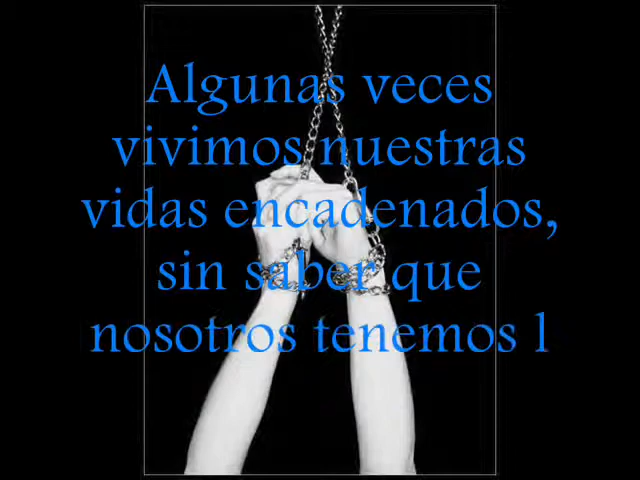 Algunas veces
vivimos nuestras
vidas encadenados,
sin saber que
nosotros tenemos l